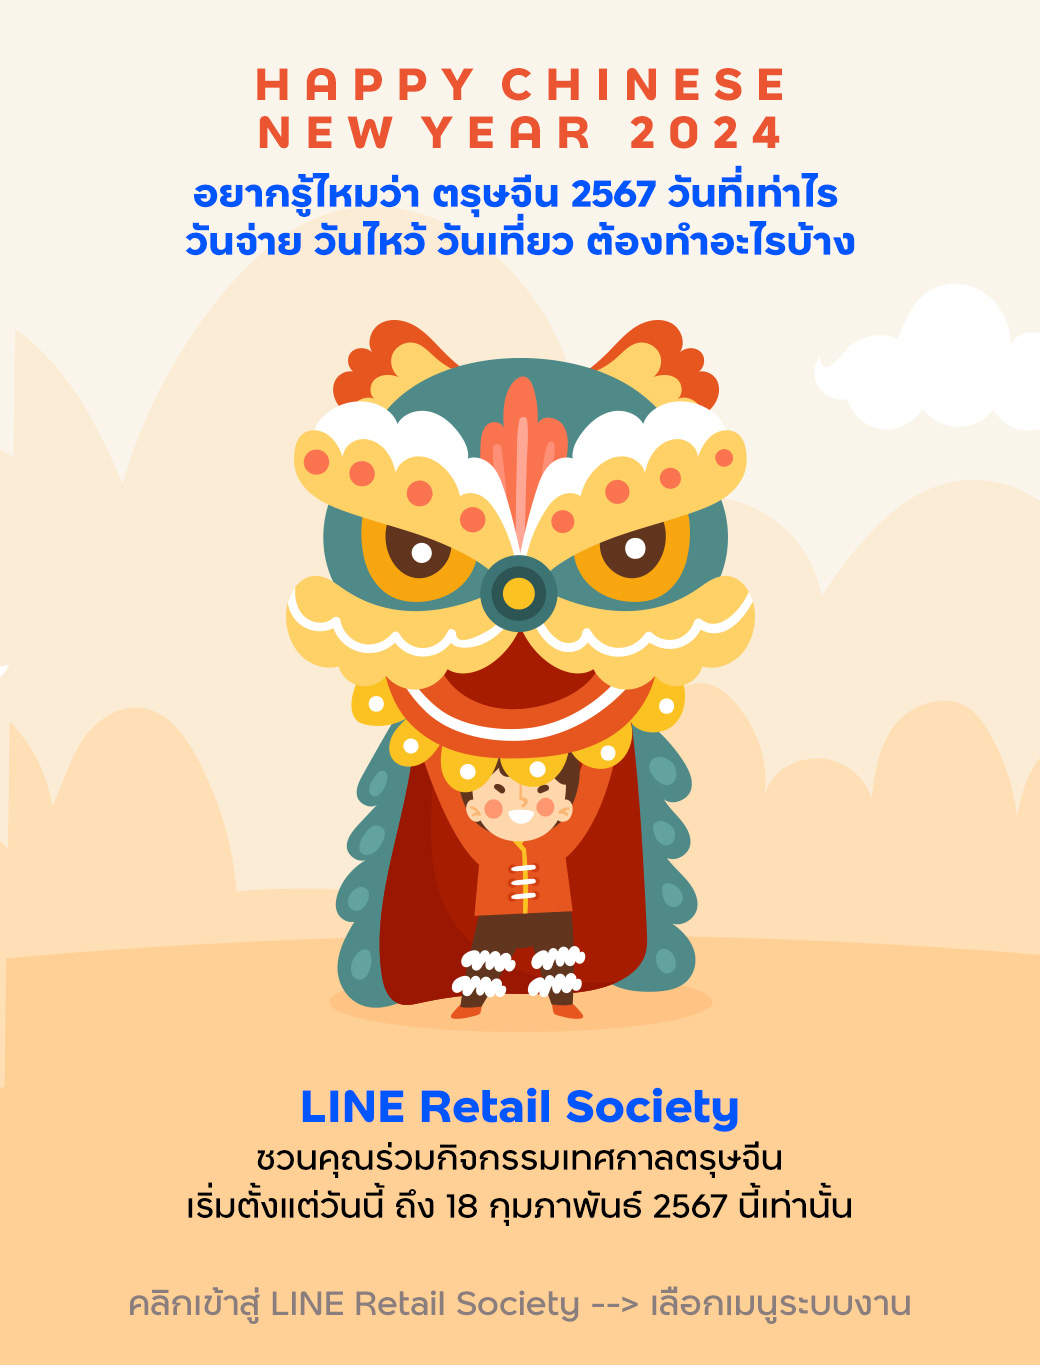 HAPPY CHINESE
NEW YEAR 2024
อยากรู้ไหมว่า ตรุษจีน 2567 วันที่เท่าไร
วันจ่าย วันไหว้ วันเที่ยว ต้องทำอะไรบ้าง
LINE Retail Society
ชวนคุณร่วมกิจกรรมเทศกาลตรุษจีน
เริ่มตั้งแต่วันนี้ ถึง 18 กุมภาพันธ์ 2567 นี้เท่านั้น
คลิกเข้าสู่ LINE Retail Society --> เลือกเมนูระบบงาน